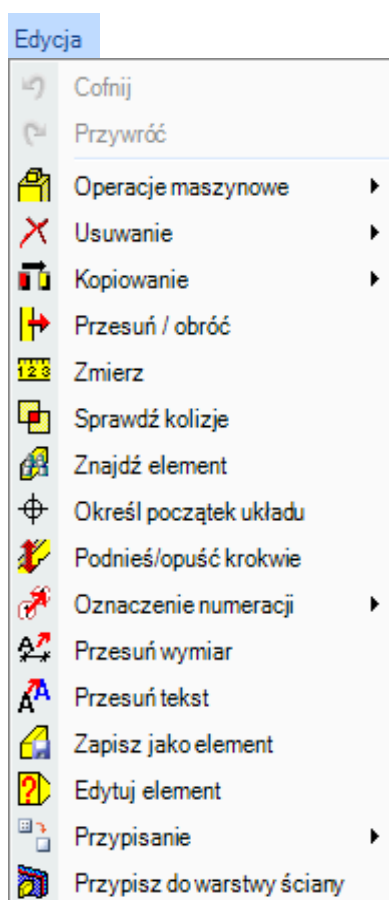 Edycja
Cofnij
Przywróć
Operacje maszynowe
Usuwanie
Kopiowanie
Przesuń / obróć
Zmierz
Sprawdź kolizje
Znajdź element
Określ początek układu
Podnieś/opuść krokwie
Oznaczenie numeracji
Przesuń wymiar
Przesuń tekst
Zapisz jako element
Edytuj element
Przypisanie
Przypisz do warstwy ściany